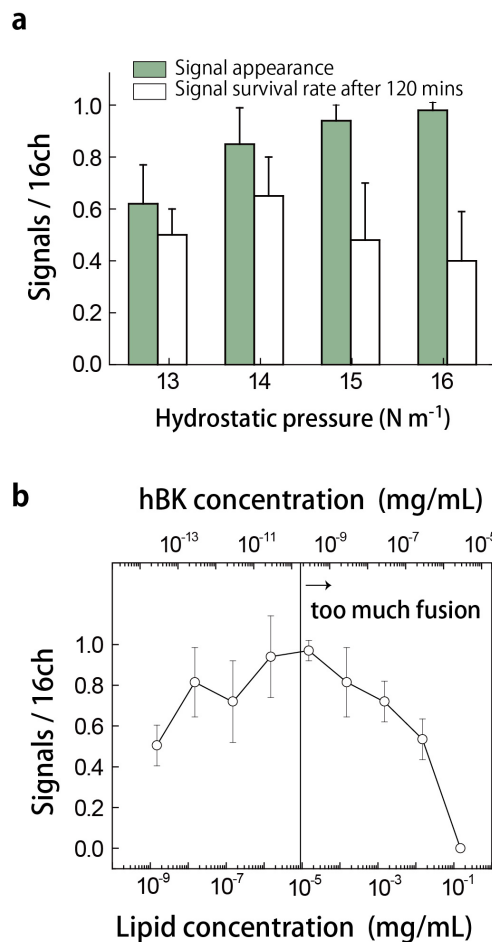 a
Signal appearance
Signal survival rate after 120 mins
Signals / 16ch
1.0
0.8
0.6
0.4
0.2
0.0
13 14 15 16
Hydrostatic pressure (N m⁻¹)
b
hBK concentration (mg/mL)
10⁻¹³ 10⁻¹¹ 10⁻⁹ 10⁻⁷ 10⁻⁵
→
too much fusion
Signals / 16ch
1.0
0.8
0.6
0.4
0.2
0.0
10⁻⁹ 10⁻⁷ 10⁻⁵ 10⁻³ 10⁻¹
Lipid concentration (mg/mL)